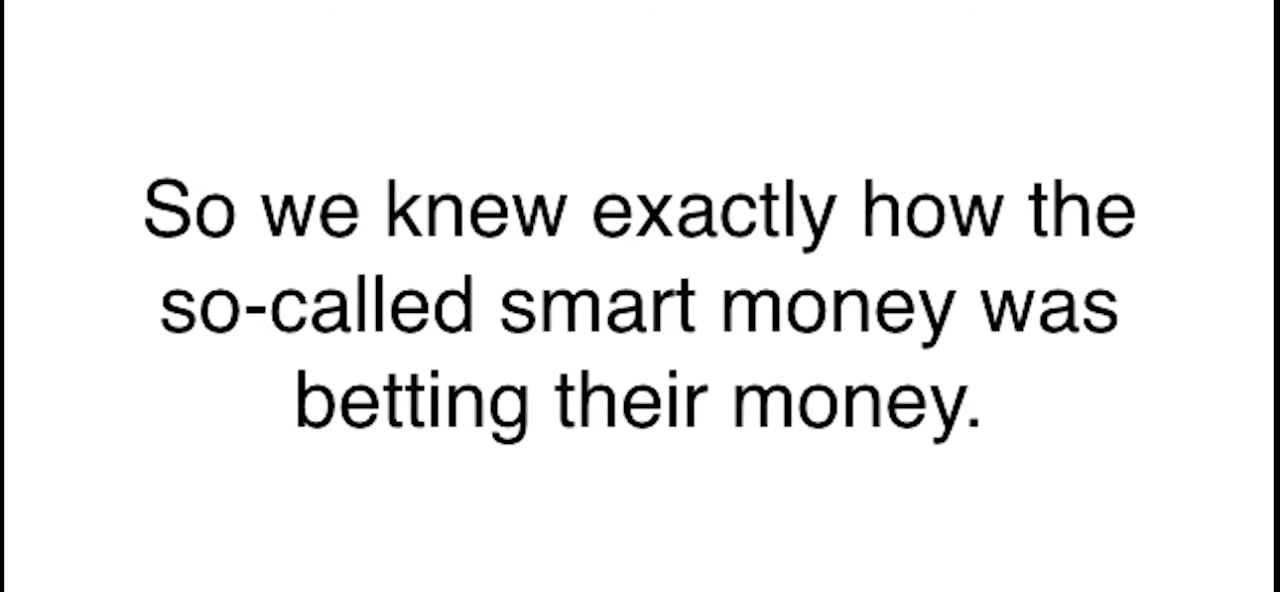 So we knew exactly how the
so-called smart money was
betting their money.